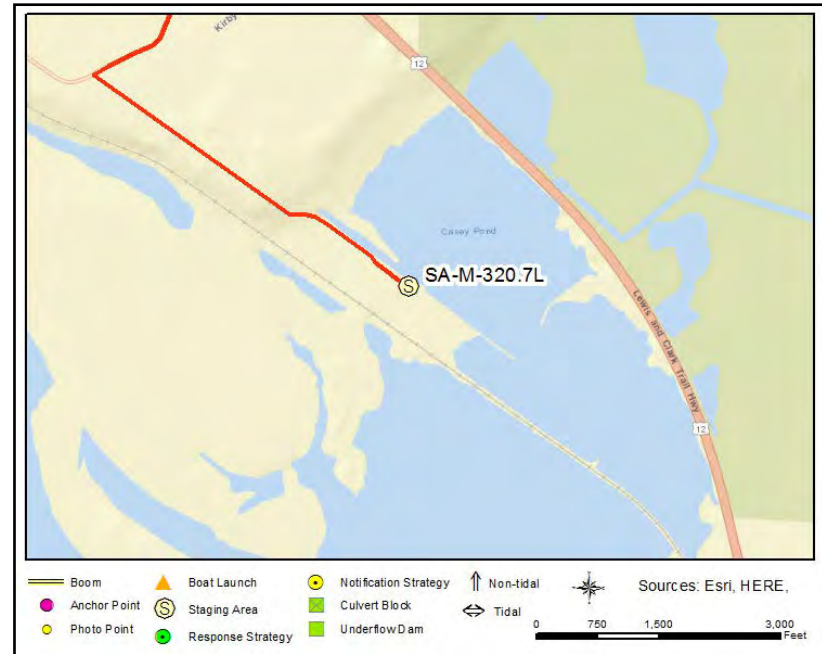 Kirby
12
Casey Pond
S SA-M-320.7L
Lewis and Clark Trail Hwy
12
Boom
Boat Launch
Notification Strategy
Non-tidal
Sources: Esri, HERE,
Anchor Point
S Staging Area
Culvert Block
Tidal
Photo Point
Response Strategy
Underflow Dam
0 750 1,500 3,000
Feet